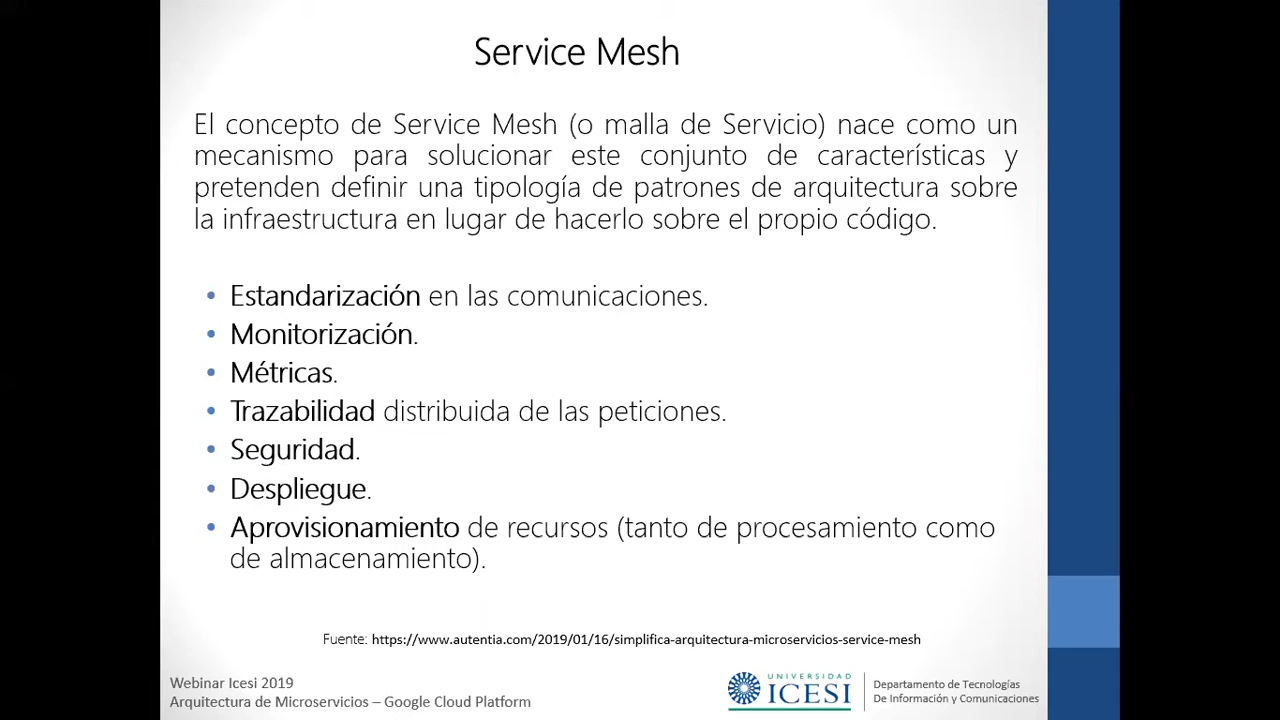 Service Mesh
El concepto de Service Mesh (o malla de Servicio) nace como un
mecanismo para solucionar este conjunto de características y
pretenden definir una tipología de patrones de arquitectura sobre
la infraestructura en lugar de hacerlo sobre el propio código.
• Estandarización en las comunicaciones.
• Monitorización.
• Métricas.
• Trazabilidad distribuida de las peticiones.
• Seguridad.
• Despliegue.
• Aprovisionamiento de recursos (tanto de procesamiento como
de almacenamiento).
Fuente: https://www.autentia.com/2019/01/16/simplifica-arquitectura-microservicios-service-mesh
Webinar Icesi 2019
Arquitectura de Microservicios – Google Cloud Platform
UNIVERSIDAD
ICESI
Departamento de Tecnologías
De Información y Comunicaciones